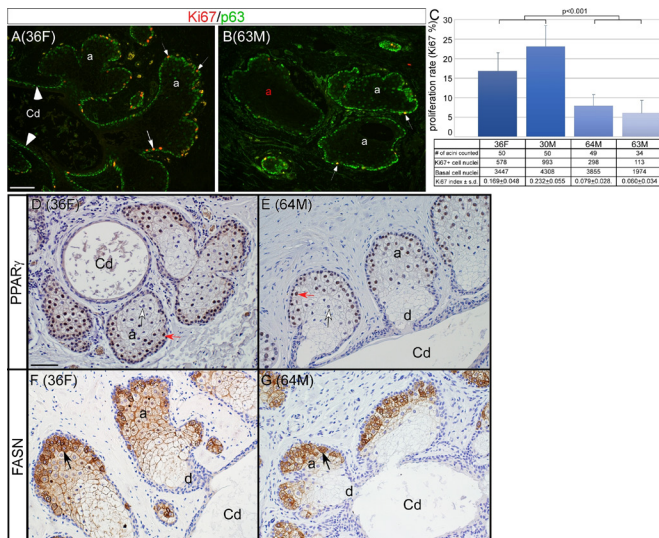 Ki67/p63
A(36F)
a
a
Cd
B(63M)
a
a
a
C
p<0.001
proliferation rate (Ki67 %)
30
25
20
15
10
5
36F 30M 64M 63M
# of acini counted 50 50 49 34
Ki67+ cell nuclei 578 993 298 113
Basal cell nuclei 3447 4308 3855 1974
Ki67 index ± s.d. 0.169±0.048 0.232±0.055 0.079±0.028. 0.060±0.034
PPARγ
D (36F)
Cd
a
E (64M)
a
d
Cd
FASN
F (36F)
a
d
Cd
G (64M)
a
d
Cd